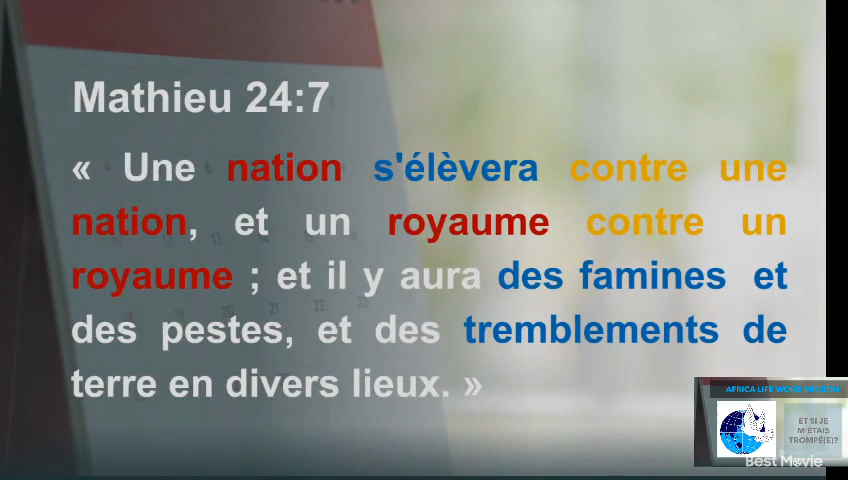 Mathieu 24:7
« Une nation s'élèvera contre une
nation, et un royaume contre un
royaume ; et il y aura des famines et
des pestes, et des tremblements de
terre en divers lieux. »
AFRICA LIFE WORD MISSION
ET SI JE
M'ÉTAIS
TROMPÉ(E)?
Best Movie